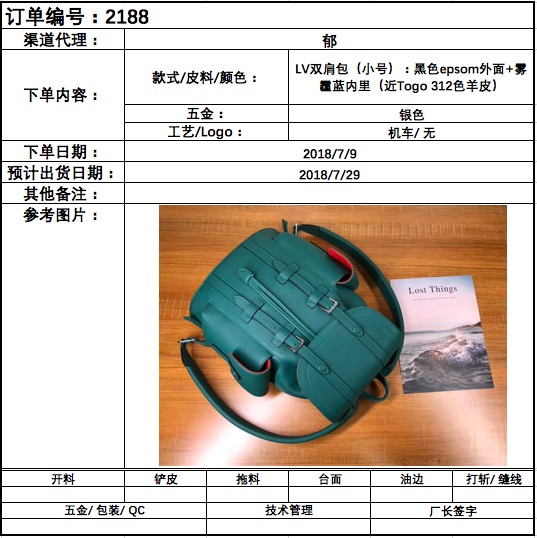 订单编号：2188
渠道代理： 郁
下单内容：
款式/皮料/颜色： LV双肩包（小号）：黑色epsom外面+雾霾蓝内里（近Togo 312色羊皮）
五金： 银色
工艺/Logo： 机车/ 无
下单日期： 2018/7/9
预计出货日期： 2018/7/29
其他备注：
参考图片：
Lost Things
开料 铲皮 拖料 台面 油边 打斩/ 缝线
五金/ 包装/ QC 技术管理 厂长签字